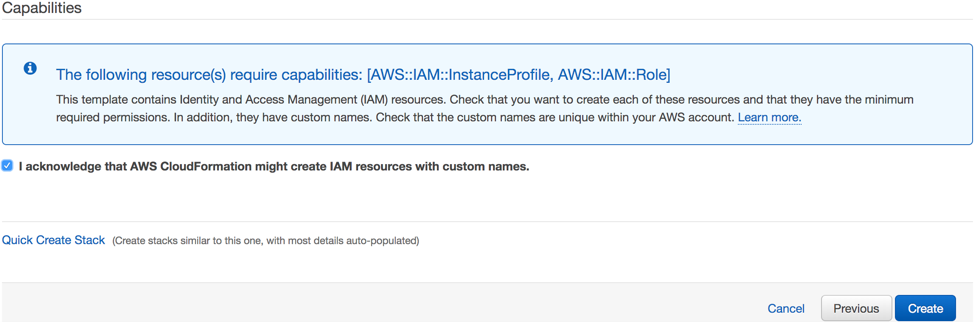 Capabilities
The following resource(s) require capabilities: [AWS::IAM::InstanceProfile, AWS::IAM::Role]
This template contains Identity and Access Management (IAM) resources. Check that you want to create each of these resources and that they have the minimum
required permissions. In addition, they have custom names. Check that the custom names are unique within your AWS account. Learn more.
I acknowledge that AWS CloudFormation might create IAM resources with custom names.
Quick Create Stack (Create stacks similar to this one, with most details auto-populated)
Cancel Previous Create